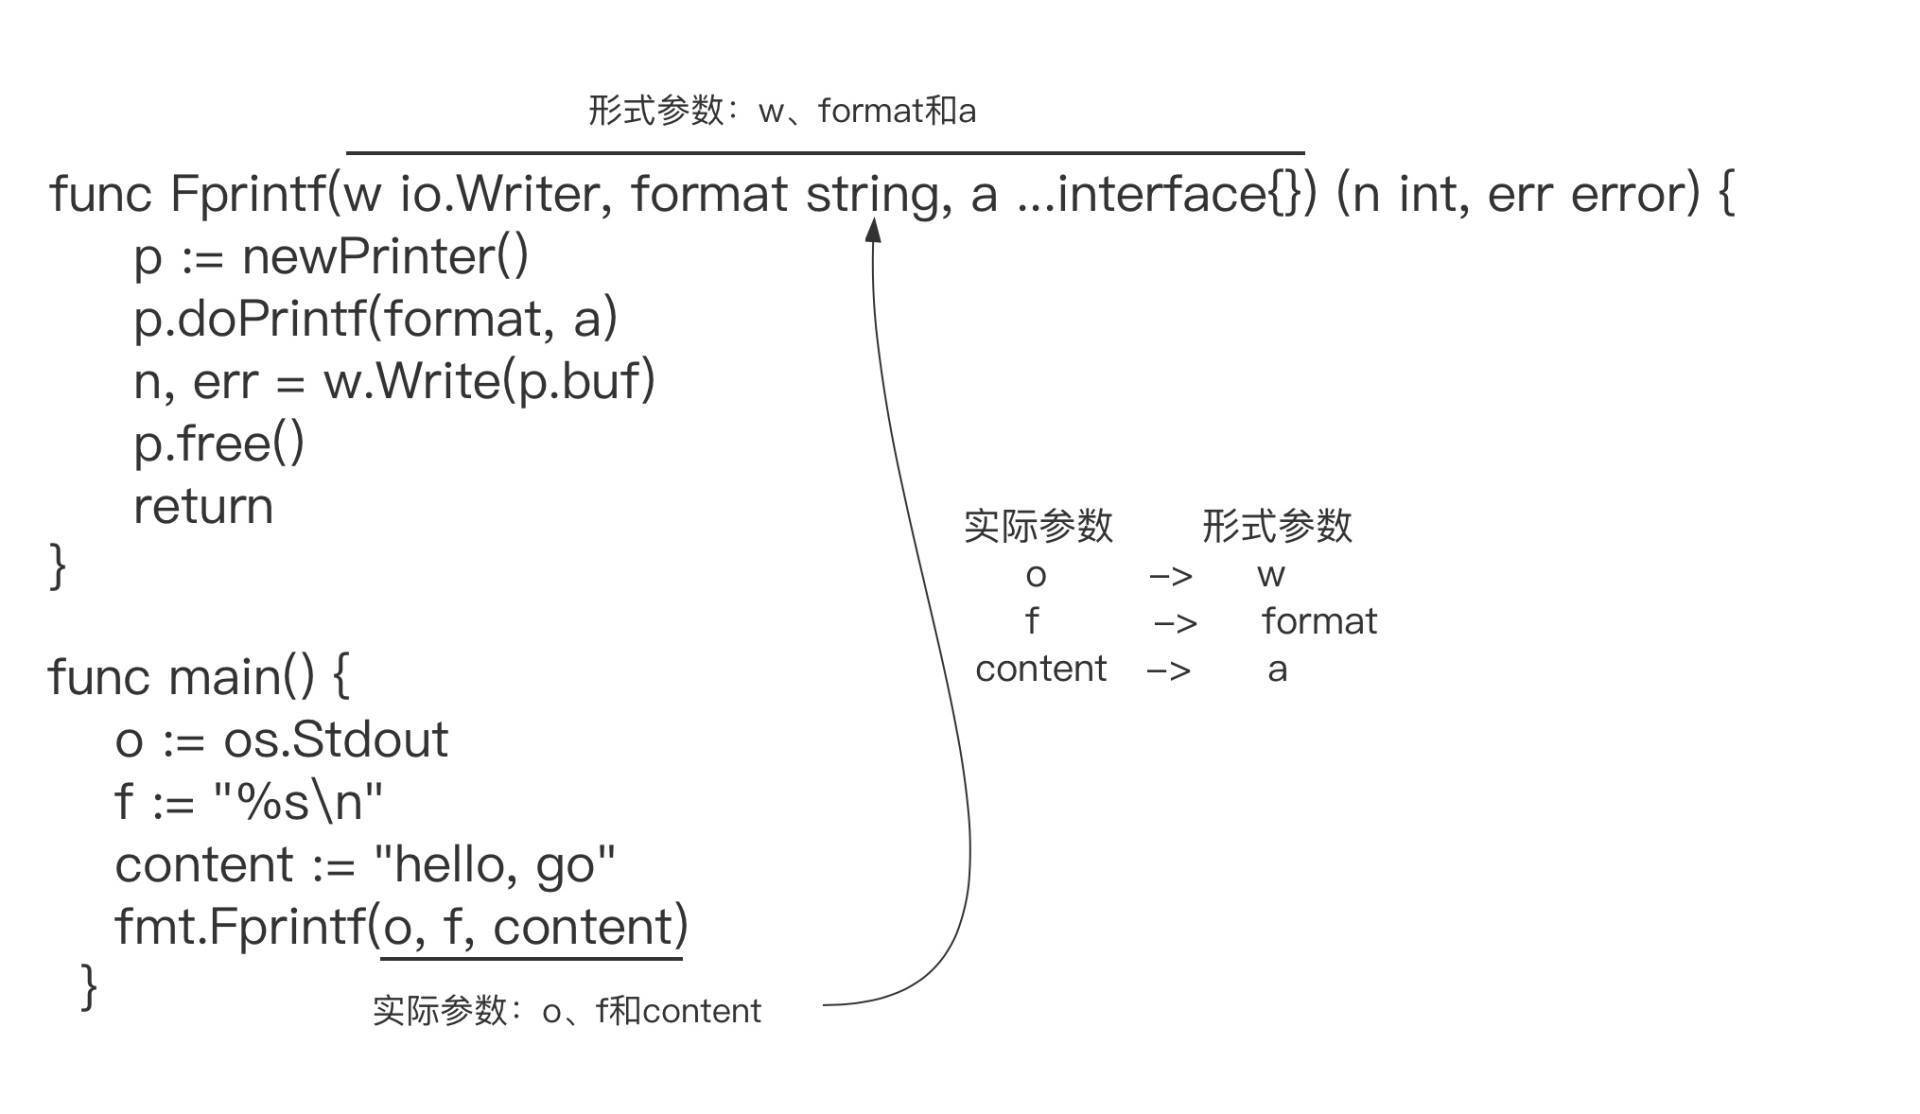 形式参数：w、format和a
func Fprintf(w io.Writer, format string, a ...interface{}) (n int, err error) {
p := newPrinter()
p.doPrintf(format, a)
n, err = w.Write(p.buf)
p.free()
return
}
实际参数 形式参数
o –> w
f –> format
content –> a
func main() {
o := os.Stdout
f := "%s\n"
content := "hello, go"
fmt.Fprintf(o, f, content)
}
实际参数：o、f和content